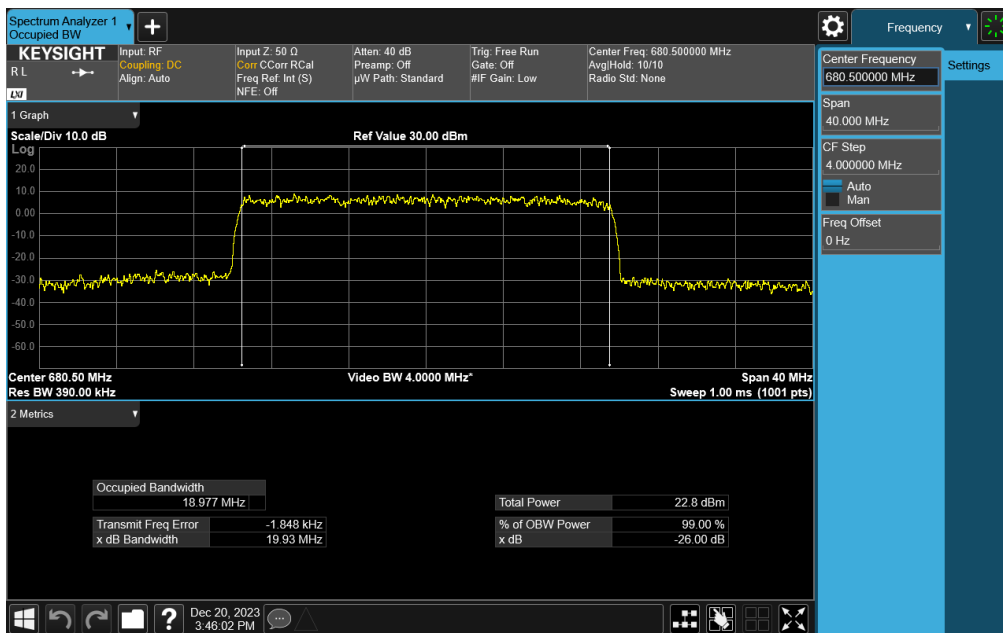 Spectrum Analyzer 1
Occupied BW
Frequency
KEYSIGHT
R L
LXI
Input: RF
Coupling: DC
Align: Auto
Input Z: 50 Ω
Corr CCorr RCal
Freq Ref: Int (S)
NFE: Off
Atten: 40 dB
Preamp: Off
µW Path: Standard
Trig: Free Run
Gate: Off
#IF Gain: Low
Center Freq: 680.500000 MHz
Avg|Hold: 10/10
Radio Std: None
Center Frequency
680.500000 MHz
Settings
Span
40.000 MHz
CF Step
4.000000 MHz
Auto
Man
Freq Offset
0 Hz
1 Graph
Scale/Div 10.0 dB
Ref Value 30.00 dBm
Log
20.0
10.0
0.00
-10.0
-20.0
-30.0
-40.0
-50.0
-60.0
Center 680.50 MHz
Video BW 4.0000 MHz*
Span 40 MHz
Res BW 390.00 kHz
Sweep 1.00 ms (1001 pts)
2 Metrics
Occupied Bandwidth
18.977 MHz
Total Power 22.8 dBm
Transmit Freq Error -1.848 kHz
% of OBW Power 99.00 %
x dB Bandwidth 19.93 MHz
x dB -26.00 dB
?
Dec 20, 2023
3:46:02 PM